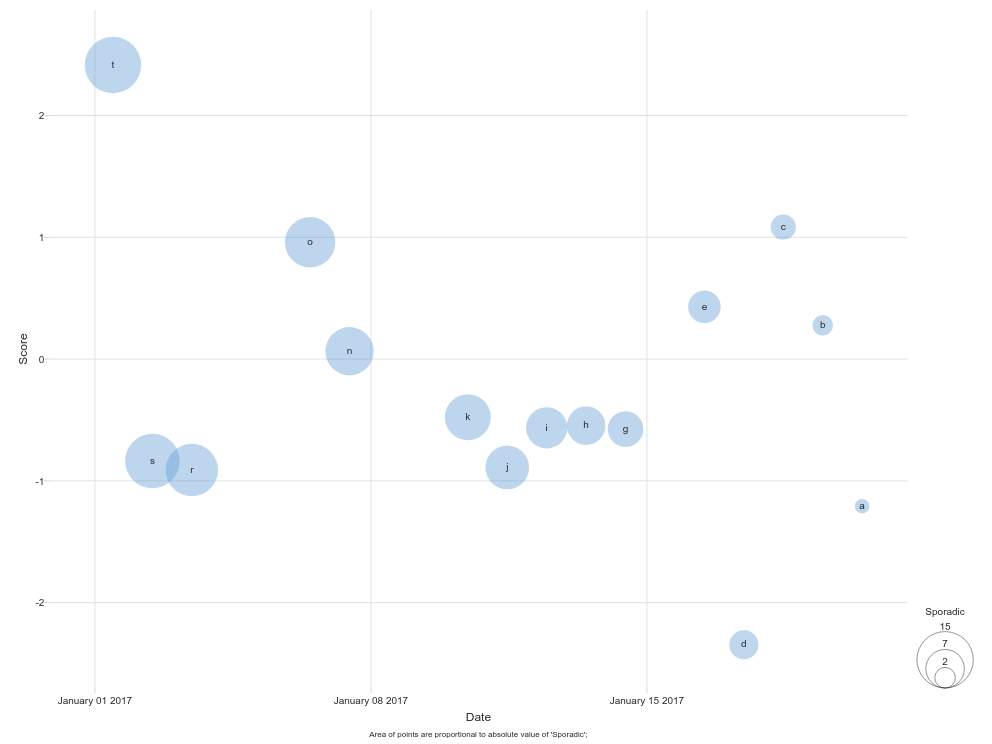 t
2
1
o
c
e
b
n
0
Score
k
i
h
g
s
r
j
-1
a
-2
Sporadic
15
7
2
d
January 01 2017
January 08 2017
January 15 2017
Date
Area of points are proportional to absolute value of 'Sporadic';